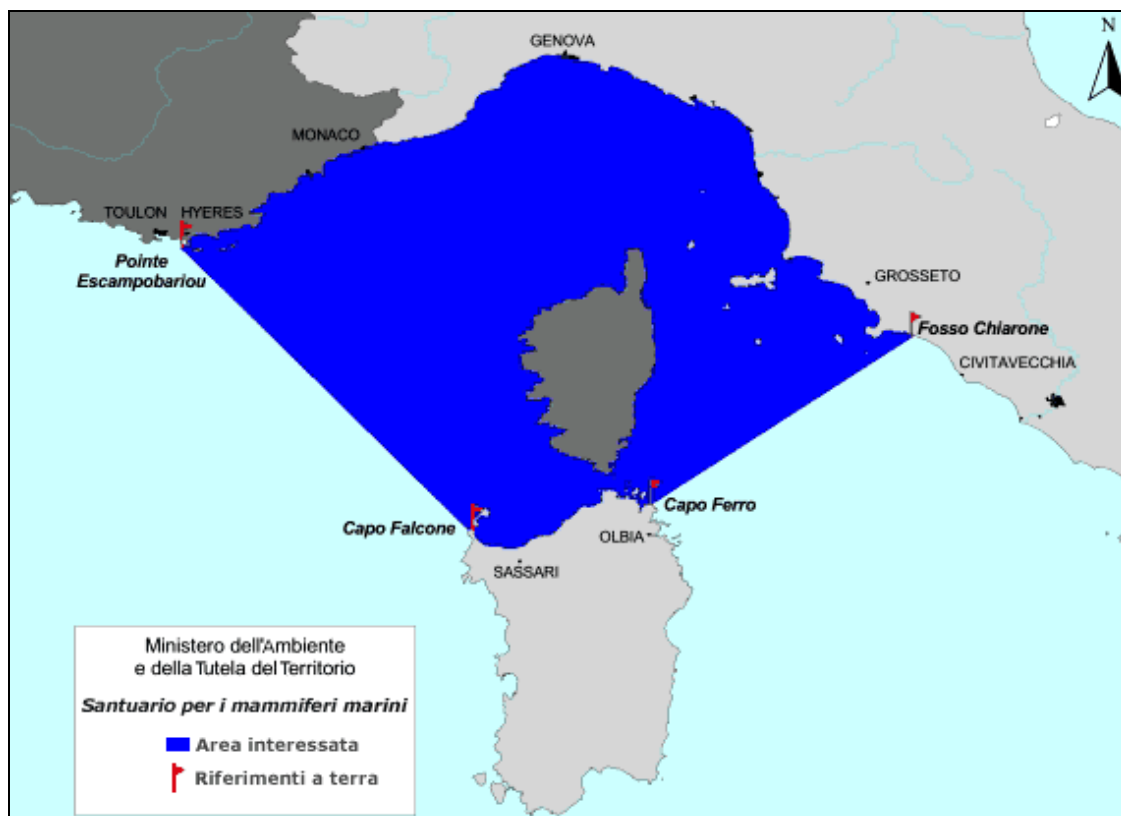 N
GENOVA
MONACO
TOULON HYERES
Pointe
Escampobariou
GROSSETO
Fosso Chiarone
CIVITAVECCHIA
Capo Ferro
Capo Falcone
OLBIA
SASSARI
Ministero dell'Ambiente
e della Tutela del Territorio
Santuario per i mammiferi marini
Area interessata
Riferimenti a terra